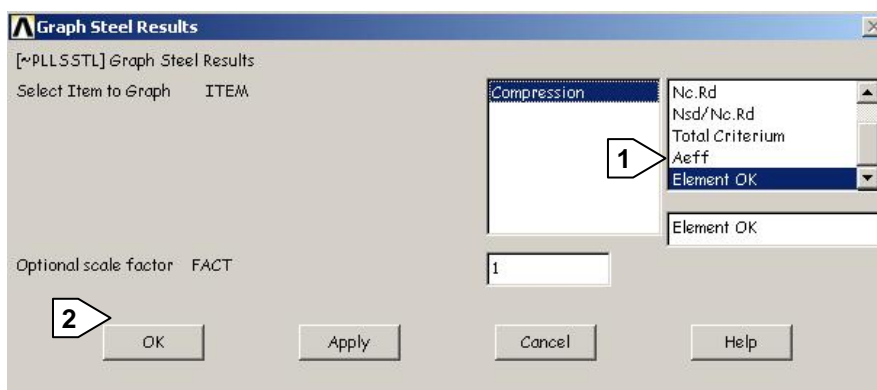 Graph Steel Results
[~PLLSSTL] Graph Steel Results
Select Item to Graph ITEM
Compression
Nc.Rd
Nsd/Nc.Rd
Total Criterium
1
Aeff
Element OK
Element OK
Optional scale factor FACT
1
2
OK Apply Cancel Help